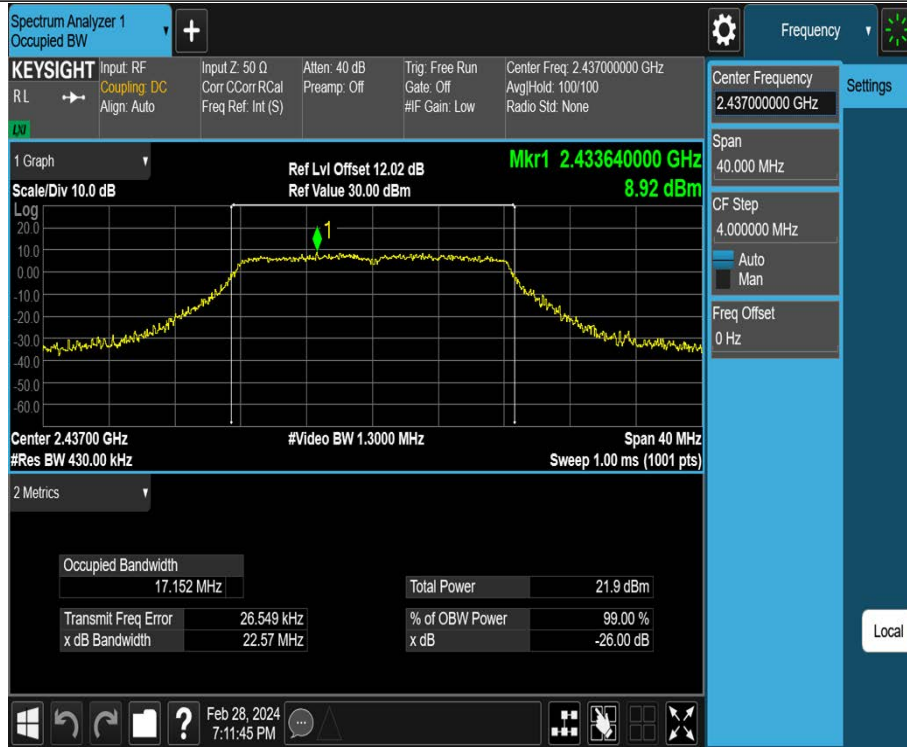 Spectrum Analyzer 1
Occupied BW
+
Frequency
KEYSIGHT
R L
LXI
Input: RF
Coupling: DC
Align: Auto
Input Z: 50 Ω
Corr CCorr RCal
Freq Ref: Int (S)
Atten: 40 dB
Preamp: Off
Trig: Free Run
Gate: Off
#IF Gain: Low
Center Freq: 2.437000000 GHz
Avg|Hold: 100/100
Radio Std: None
Center Frequency
2.437000000 GHz
Settings
Span
40.000 MHz
CF Step
4.000000 MHz
Auto
Man
Freq Offset
0 Hz
Local
1 Graph
Scale/Div 10.0 dB
Ref Lvl Offset 12.02 dB
Ref Value 30.00 dBm
Mkr1 2.433640000 GHz
8.92 dBm
Log
20.0
10.0
0.00
-10.0
-20.0
-30.0
-40.0
-50.0
-60.0
1
Center 2.43700 GHz
#Video BW 1.3000 MHz
Span 40 MHz
#Res BW 430.00 kHz
Sweep 1.00 ms (1001 pts)
2 Metrics
Occupied Bandwidth
17.152 MHz
Total Power 21.9 dBm
Transmit Freq Error 26.549 kHz
% of OBW Power 99.00 %
x dB Bandwidth 22.57 MHz
x dB -26.00 dB
?
Feb 28, 2024
7:11:45 PM